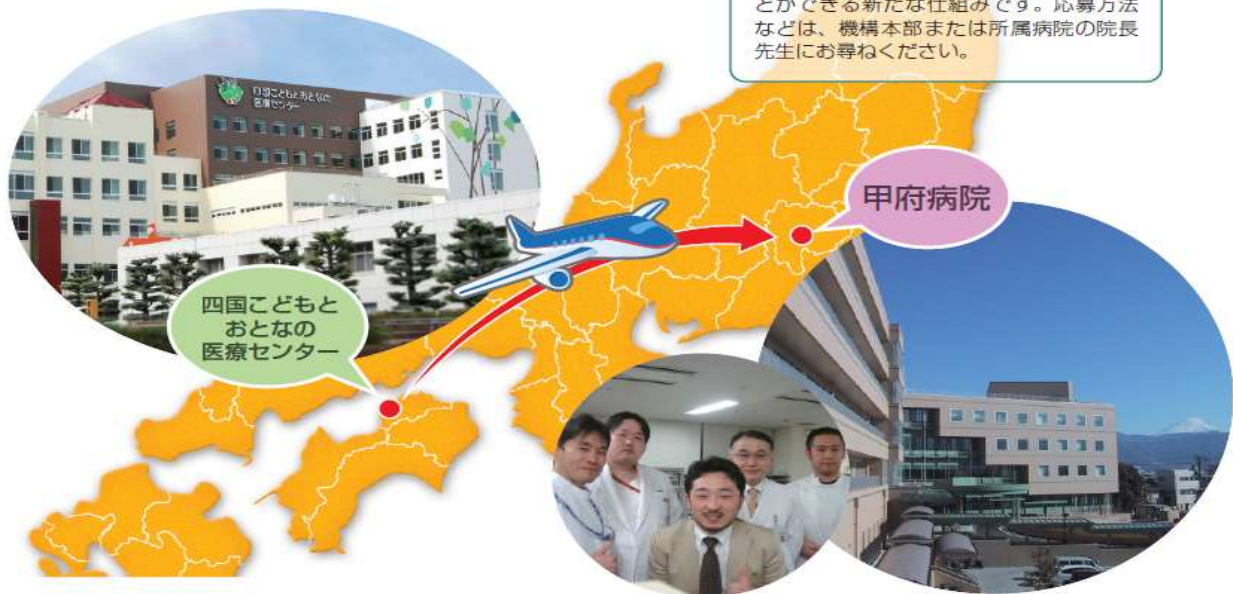 とができる新たな仕組みです。応募方法
などは、機構本部または所属病院の院長
先生にお尋ねください。
四国こどもとおとなの
医療センター
甲府病院
四国こどもと
おとなの
医療センター